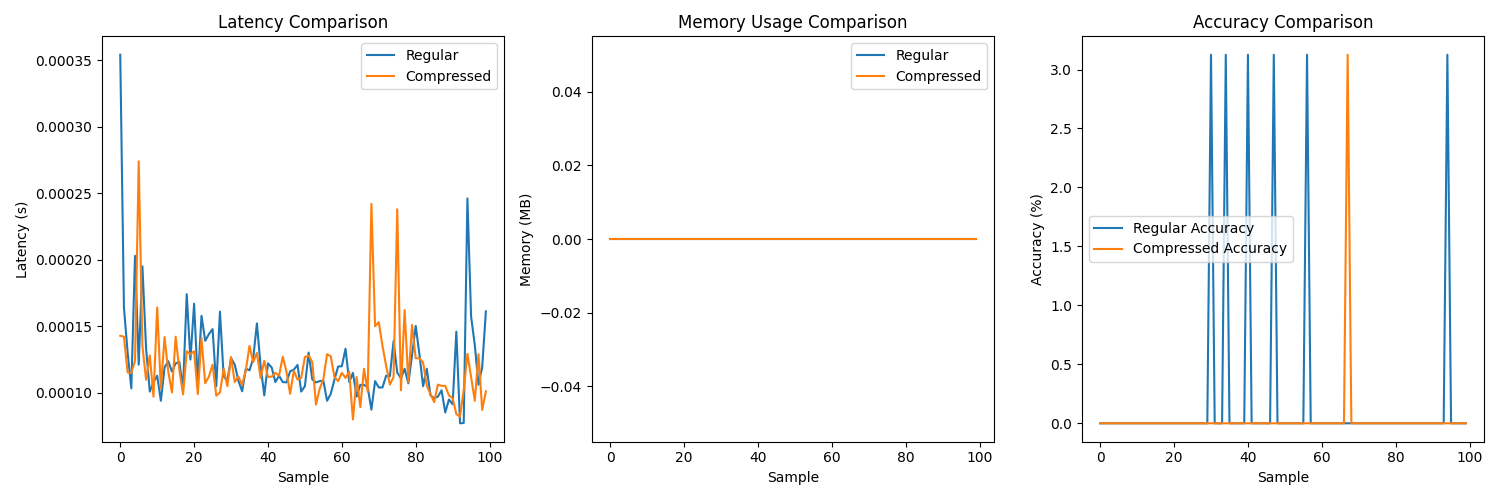 Latency Comparison
Latency (s)
0.00035
0.00030
0.00025
0.00020
0.00015
0.00010
Regular
Compressed
0 20 40 60 80 100
Sample
Memory Usage Comparison
Memory (MB)
0.04
0.02
0.00
−0.02
−0.04
Regular
Compressed
0 20 40 60 80 100
Sample
Accuracy Comparison
Accuracy (%)
3.0
2.5
2.0
1.5
1.0
0.5
0.0
Regular Accuracy
Compressed Accuracy
0 20 40 60 80 100
Sample